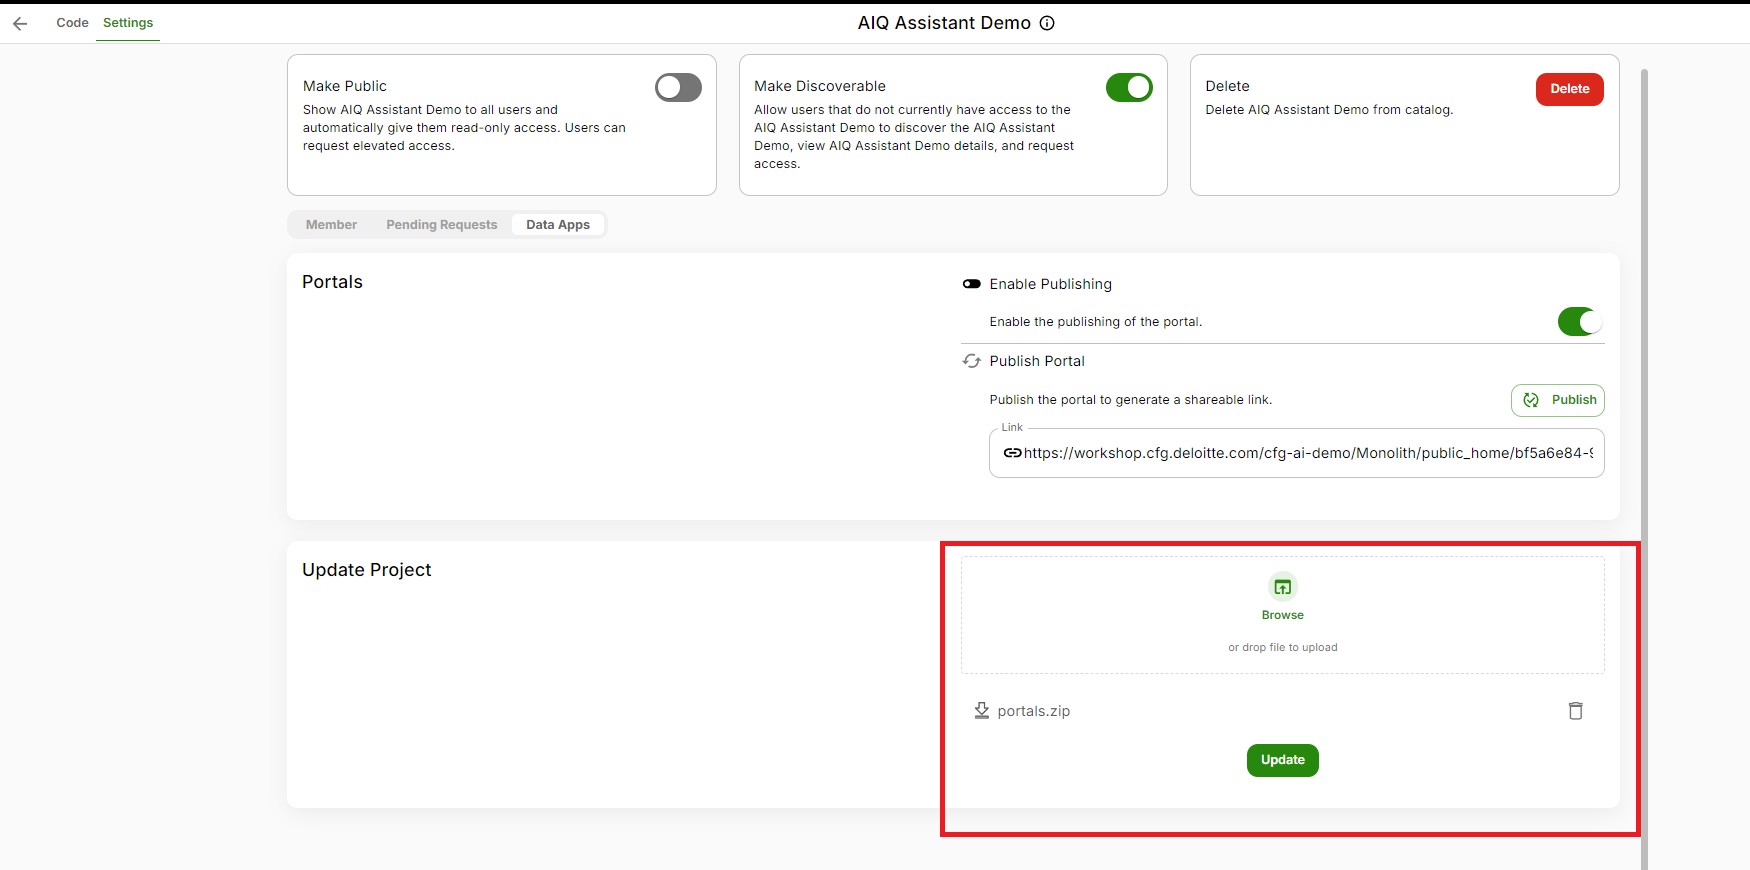 Code
Settings
AIQ Assistant Demo
Make Public
Show AIQ Assistant Demo to all users and
automatically give them read-only access. Users can
request elevated access.
Make Discoverable
Allow users that do not currently have access to the
AIQ Assistant Demo to discover the AIQ Assistant
Demo, view AIQ Assistant Demo details, and request
access.
Delete
Delete AIQ Assistant Demo from catalog.
Delete
Member
Pending Requests
Data Apps
Portals
Enable Publishing
Enable the publishing of the portal.
Publish Portal
Publish the portal to generate a shareable link.
Publish
Link
https://workshop.cfg.deloitte.com/cfg-ai-demo/Monolith/public_home/bf5a6e84-9
Update Project
Browse
or drop file to upload
portals.zip
Update